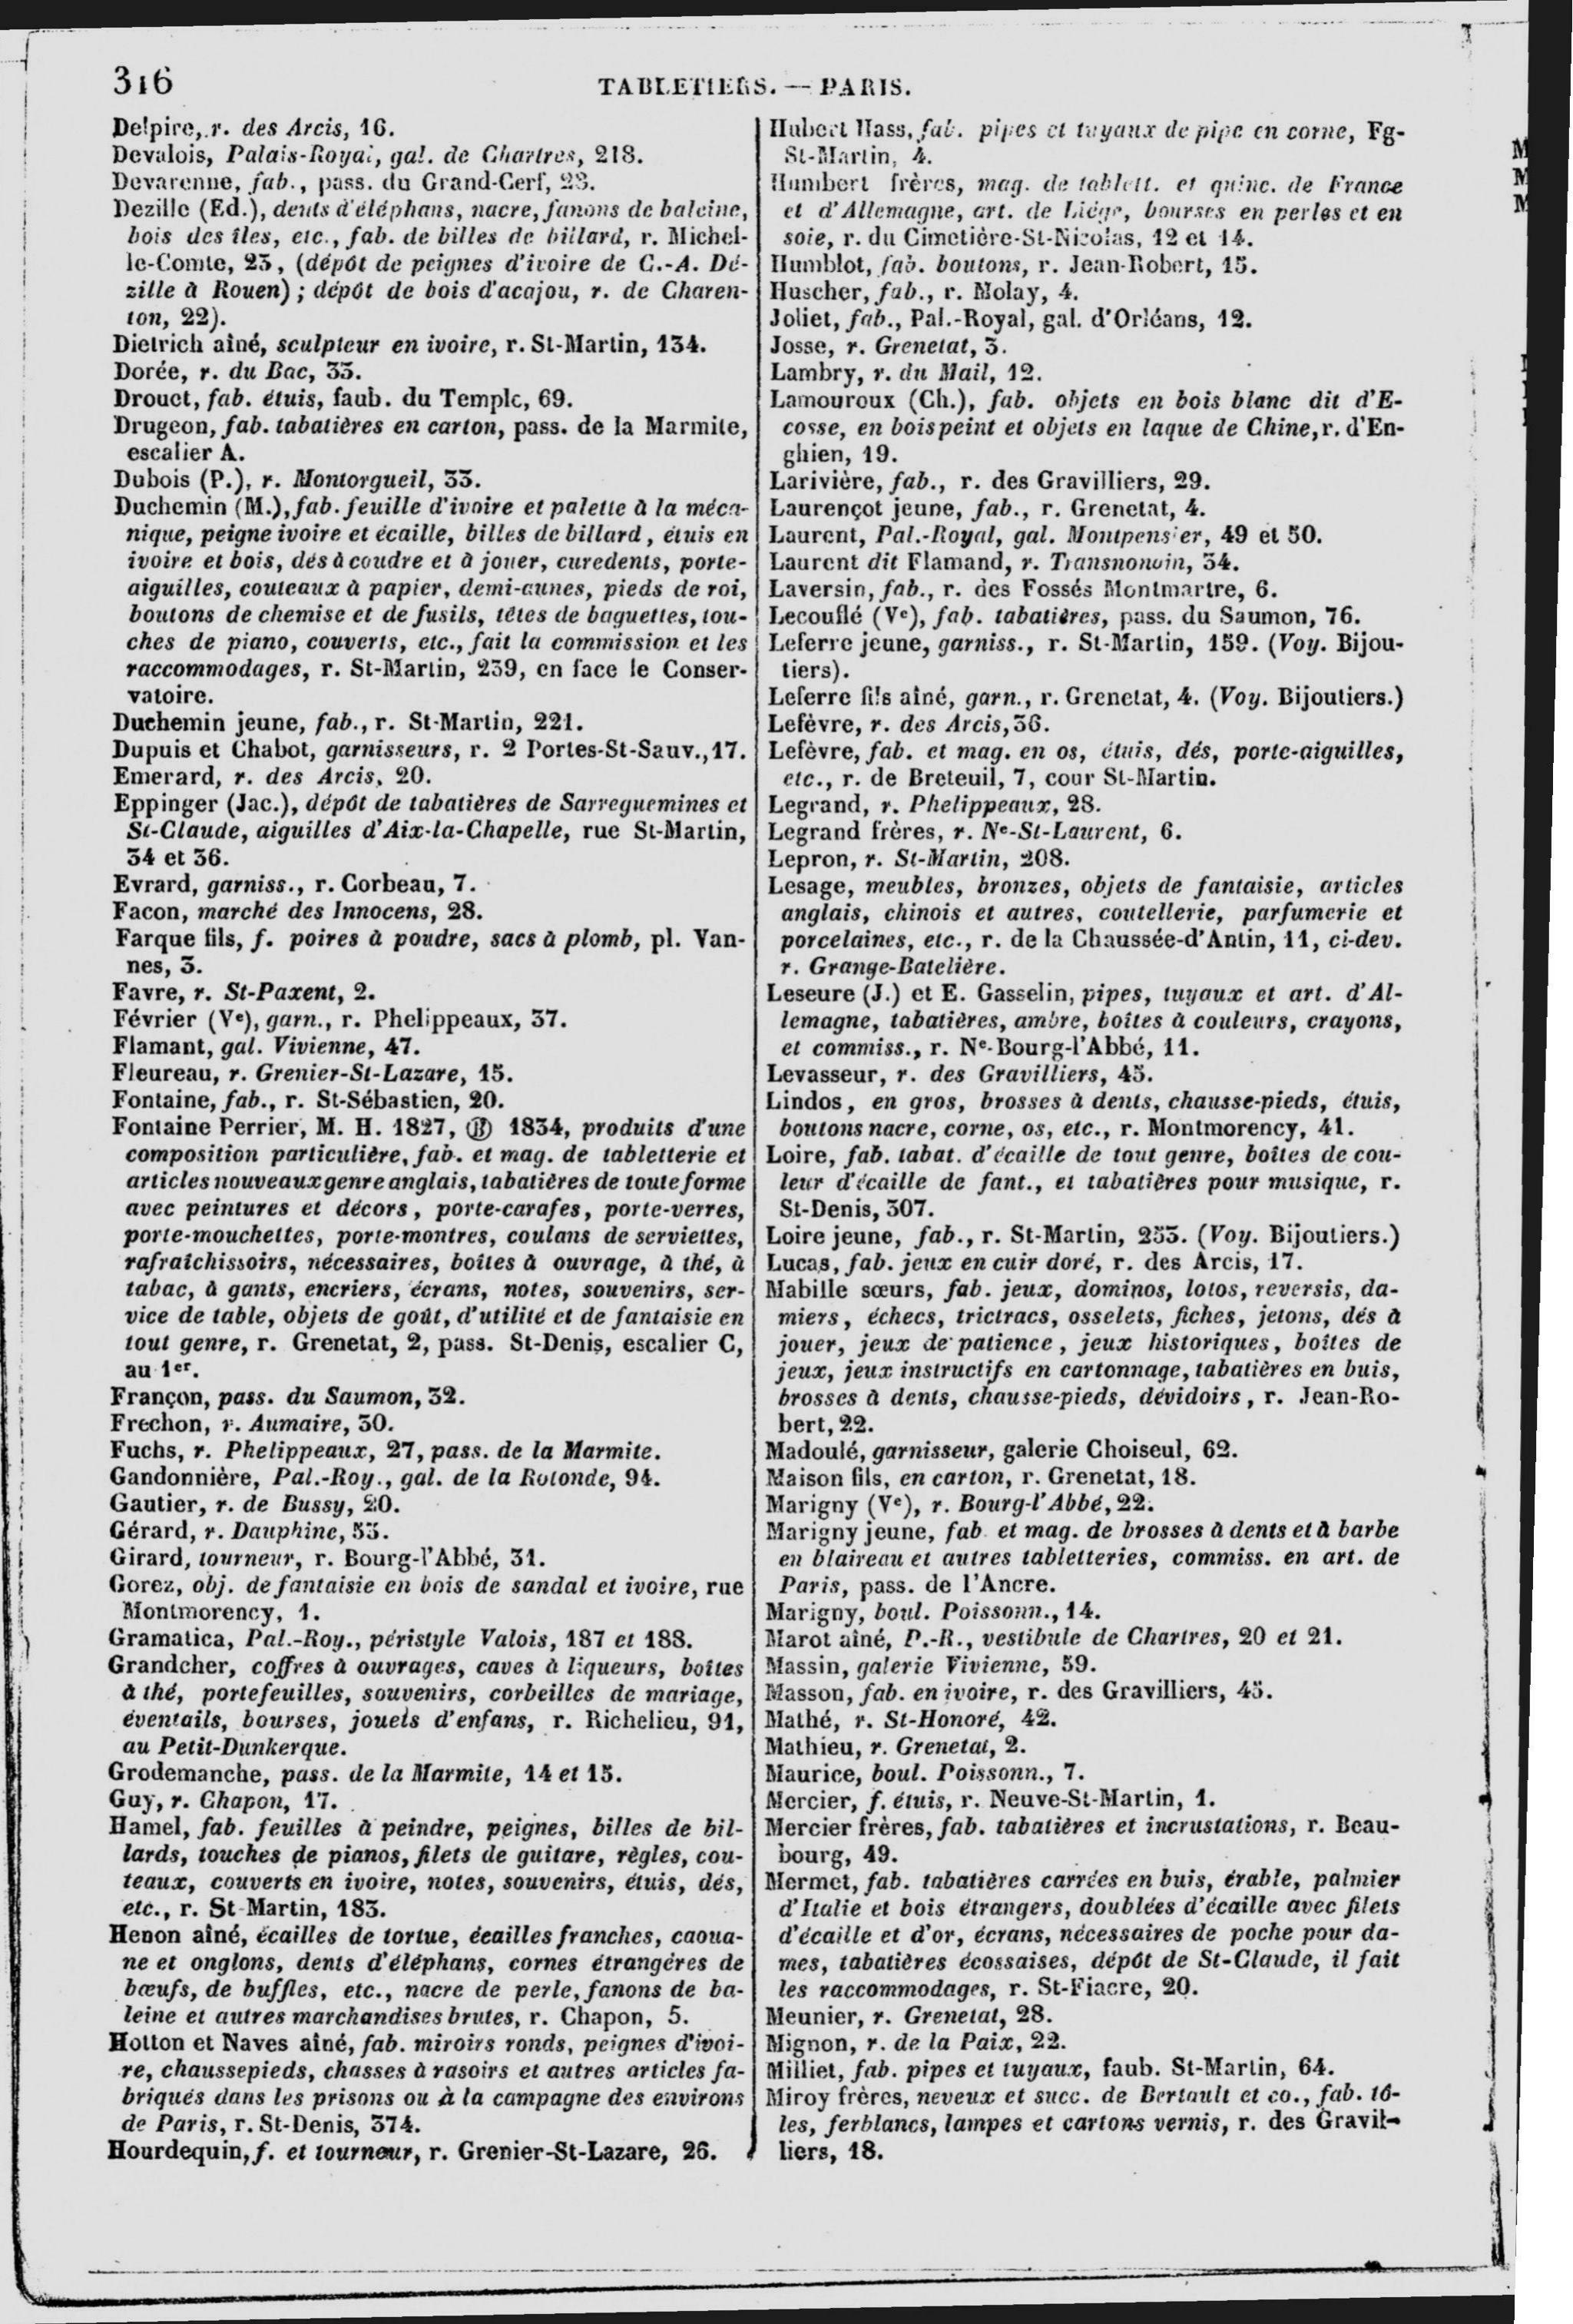 316
TABLETIERS. — PARIS.
Delpire, r. des Arcis, 16.
Devalois, Palais-Royal, gal. de Chartres, 218.
Devarenne, fab., pass. du Grand-Cerf, 23.
Dezille (Ed.), dents d'éléphans, nacre, fanons de baleine,
bois des îles, etc., fab. de billes de billard, r. Michel-
le-Comte, 23, (dépôt de peignes d'ivoire de C.-A. Dé-
zille à Rouen) ; dépôt de bois d'acajou, r. de Charen-
ton, 22).
Dietrich aîné, sculpteur en ivoire, r. St-Martin, 134.
Dorée, r. du Bac, 33.
Drouet, fab. étuis, faub. du Temple, 69.
Drugeon, fab. tabatières en carton, pass. de la Marmite,
escalier A.
Dubois (P.), r. Montorgueil, 33.
Duchemin (M.), fab. feuille d'ivoire et palette à la méca-
nique, peigne ivoire et écaille, billes de billard, étuis en
ivoire et bois, dés à coudre et à jouer, curedents, porte-
aiguilles, couteaux à papier, demi-aunes, pieds de roi,
boutons de chemise et de fusils, têtes de baguettes, tou-
ches de piano, couverts, etc., fait la commission et les
raccommodages, r. St-Martin, 239, en face le Conser-
vatoire.
Duchemin jeune, fab., r. St-Martin, 221.
Dupuis et Chabot, garnisseurs, r. 2 Portes-St-Sauv., 17.
Emerard, r. des Arcis, 20.
Eppinger (Jac.), dépôt de tabatières de Sarreguemines et
St-Claude, aiguilles d'Aix-la-Chapelle, rue St-Martin,
34 et 36.
Evrard, garniss., r. Corbeau, 7.
Facon, marché des Innocens, 28.
Farque fils, f. poires à poudre, sacs à plomb, pl. Van-
nes, 3.
Favre, r. St-Paxent, 2.
Février (Ve), garn., r. Phelippeaux, 37.
Flamant, gal. Vivienne, 47.
Fleureau, r. Grenier-St-Lazare, 15.
Fontaine, fab., r. St-Sébastien, 20.
Fontaine Perrier, M. H. 1827, Ⓑ 1834, produits d'une
composition particulière, fab. et mag. de tabletterie et
articles nouveaux genre anglais, tabatières de toute forme
avec peintures et décors, porte-carafes, porte-verres,
porte-mouchettes, porte-montres, coulans de serviettes,
rafraîchissoirs, nécessaires, boîtes à ouvrage, à thé, à
tabac, à gants, encriers, écrans, notes, souvenirs, ser-
vice de table, objets de goût, d'utilité et de fantaisie en
tout genre, r. Grenetat, 2, pass. St-Denis, escalier C,
au 1er.
Françon, pass. du Saumon, 32.
Frechon, r. Aumaire, 30.
Fuchs, r. Phelippeaux, 27, pass. de la Marmite.
Gandonnière, Pal.-Roy., gal. de la Rotonde, 94.
Gautier, r. de Bussy, 20.
Gérard, r. Dauphine, 53.
Girard, tourneur, r. Bourg-l'Abbé, 31.
Gorez, obj. de fantaisie en bois de sandal et ivoire, rue
Montmorency, 1.
Gramatica, Pal.-Roy., péristyle Valois, 187 et 188.
Grandcher, coffres à ouvrages, caves à liqueurs, boîtes
à thé, portefeuilles, souvenirs, corbeilles de mariage,
éventails, bourses, jouets d'enfans, r. Richelieu, 91,
au Petit-Dunkerque.
Grodemanche, pass. de la Marmite, 14 et 15.
Guy, r. Chapon, 17.
Hamel, fab. feuilles à peindre, peignes, billes de bil-
lards, touches de pianos, filets de guitare, règles, cou-
teaux, couverts en ivoire, notes, souvenirs, étuis, dés,
etc., r. St-Martin, 183.
Henon aîné, écailles de tortue, écailles franches, caoua-
ne et onglons, dents d'éléphans, cornes étrangères de
bœufs, de buffles, etc., nacre de perle, fanons de ba-
leine et autres marchandises brutes, r. Chapon, 5.
Hotton et Naves aîné, fab. miroirs ronds, peignes d'ivoi-
re, chaussepieds, chasses à rasoirs et autres articles fa-
briqués dans les prisons ou à la campagne des environs
de Paris, r. St-Denis, 374.
Hourdequin, f. et tourneur, r. Grenier-St-Lazare, 26.
Hubert Hass, fab. pipes et tuyaux de pipe en corne, Fg-
St-Martin, 4.
Humbert frères, mag. de tablett. et quinc. de France
et d'Allemagne, art. de Liége, bourses en perles et en
soie, r. du Cimetière-St-Nicolas, 12 et 14.
Humblot, fab. boutons, r. Jean-Robert, 15.
Huscher, fab., r. Molay, 4.
Joliet, fab., Pal.-Royal, gal. d'Orléans, 12.
Josse, r. Grenetat, 3.
Lambry, r. du Mail, 12.
Lamouroux (Ch.), fab. objets en bois blanc dit d'E-
cosse, en bois peint et objets en laque de Chine, r. d'En-
ghien, 19.
Larivière, fab., r. des Gravilliers, 29.
Laurençot jeune, fab., r. Grenetat, 4.
Laurent, Pal.-Royal, gal. Montpensier, 49 et 50.
Laurent dit Flamand, r. Transnonoin, 34.
Laversin, fab., r. des Fossés Montmartre, 6.
Lecouflé (Ve), fab. tabatières, pass. du Saumon, 76.
Leferre jeune, garniss., r. St-Martin, 159. (Voy. Bijou-
tiers).
Leferre fils aîné, garn., r. Grenetat, 4. (Voy. Bijoutiers.)
Lefèvre, r. des Arcis, 36.
Lefèvre, fab. et mag. en os, étuis, dés, porte-aiguilles,
etc., r. de Breteuil, 7, cour St-Martin.
Legrand, r. Phelippeaux, 28.
Legrand frères, r. Ne-St-Laurent, 6.
Lepron, r. St-Martin, 208.
Lesage, meubles, bronzes, objets de fantaisie, articles
anglais, chinois et autres, coutellerie, parfumerie et
porcelaines, etc., r. de la Chaussée-d'Antin, 11, ci-dev.
r. Grange-Batelière.
Leseure (J.) et E. Gasselin, pipes, tuyaux et art. d'Al-
lemagne, tabatières, ambre, boîtes à couleurs, crayons,
et commiss., r. Ne-Bourg-l'Abbé, 11.
Levasseur, r. des Gravilliers, 45.
Lindos, en gros, brosses à dents, chausse-pieds, étuis,
boutons nacre, corne, os, etc., r. Montmorency, 41.
Loire, fab. tabat. d'écaille de tout genre, boîtes de cou-
leur d'écaille de fant., et tabatières pour musique, r.
St-Denis, 307.
Loire jeune, fab., r. St-Martin, 253. (Voy. Bijoutiers.)
Lucas, fab. jeux en cuir doré, r. des Arcis, 17.
Mabille sœurs, fab. jeux, dominos, lotos, reversis, da-
miers, échecs, trictracs, osselets, fiches, jetons, dés à
jouer, jeux de patience, jeux historiques, boîtes de
jeux, jeux instructifs en cartonnage, tabatières en buis,
brosses à dents, chausse-pieds, dévidoirs, r. Jean-Ro-
bert, 22.
Madoulé, garnisseur, galerie Choiseul, 62.
Maison fils, en carton, r. Grenetat, 18.
Marigny (Ve), r. Bourg-l'Abbé, 22.
Marigny jeune, fab. et mag. de brosses à dents et à barbe
en blaireau et autres tabletteries, commiss. en art. de
Paris, pass. de l'Ancre.
Marigny, boul. Poissonn., 14.
Marot aîné, P.-R., vestibule de Chartres, 20 et 21.
Massin, galerie Vivienne, 59.
Masson, fab. en ivoire, r. des Gravilliers, 45.
Mathé, r. St-Honoré, 42.
Mathieu, r. Grenetat, 2.
Maurice, boul. Poissonn., 7.
Mercier, f. étuis, r. Neuve-St-Martin, 1.
Mercier frères, fab. tabatières et incrustations, r. Beau-
bourg, 49.
Mermet, fab. tabatières carrées en buis, érable, palmier
d'Italie et bois étrangers, doublées d'écaille avec filets
d'écaille et d'or, écrans, nécessaires de poche pour da-
mes, tabatières écossaises, dépôt de St-Claude, il fait
les raccommodages, r. St-Fiacre, 20.
Meunier, r. Grenetat, 28.
Mignon, r. de la Paix, 22.
Milliet, fab. pipes et tuyaux, faub. St-Martin, 64.
Miroy frères, neveux et succ. de Bertault et co., fab. tô-
les, ferblancs, lampes et cartons vernis, r. des Gravil-
liers, 18.
M
M
M